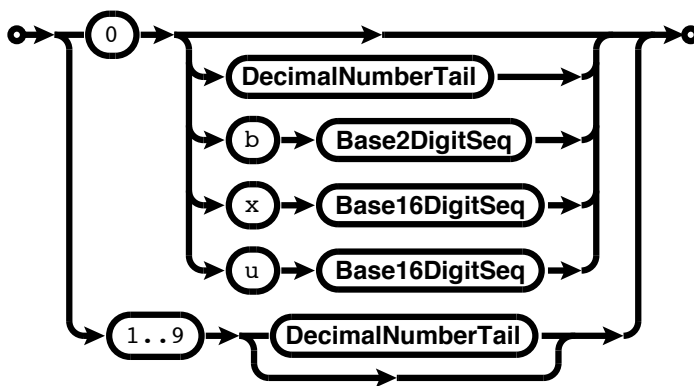 0
DecimalNumberTail
b Base2DigitSeq
x Base16DigitSeq
u Base16DigitSeq
1..9 DecimalNumberTail